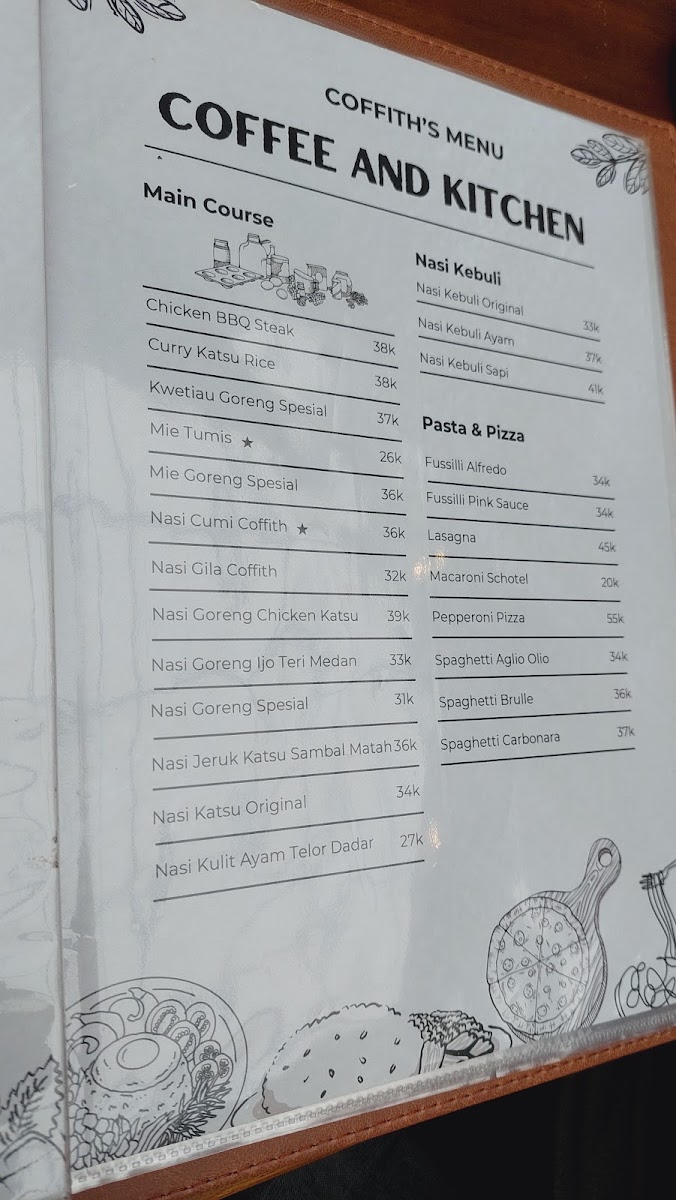 COFFITH'S MENU
COFFEE AND KITCHEN
Main Course
Chicken BBQ Steak 38k
Curry Katsu Rice 38k
Kwetiau Goreng Spesial 37k
Mie Tumis ★ 26k
Mie Goreng Spesial 36k
Nasi Cumi Coffith ★ 36k
Nasi Gila Coffith 32k
Nasi Goreng Chicken Katsu 39k
Nasi Goreng Ijo Teri Medan 33k
Nasi Goreng Spesial 31k
Nasi Jeruk Katsu Sambal Matah 36k
Nasi Katsu Original 34k
Nasi Kulit Ayam Telor Dadar 27k
Nasi Kebuli
Nasi Kebuli Original 33k
Nasi Kebuli Ayam 37k
Nasi Kebuli Sapi 41k
Pasta & Pizza
Fussilli Alfredo 34k
Fussilli Pink Sauce 34k
Lasagna 45k
Macaroni Schotel 20k
Pepperoni Pizza 55k
Spaghetti Aglio Olio 34k
Spaghetti Brulle 36k
Spaghetti Carbonara 37k